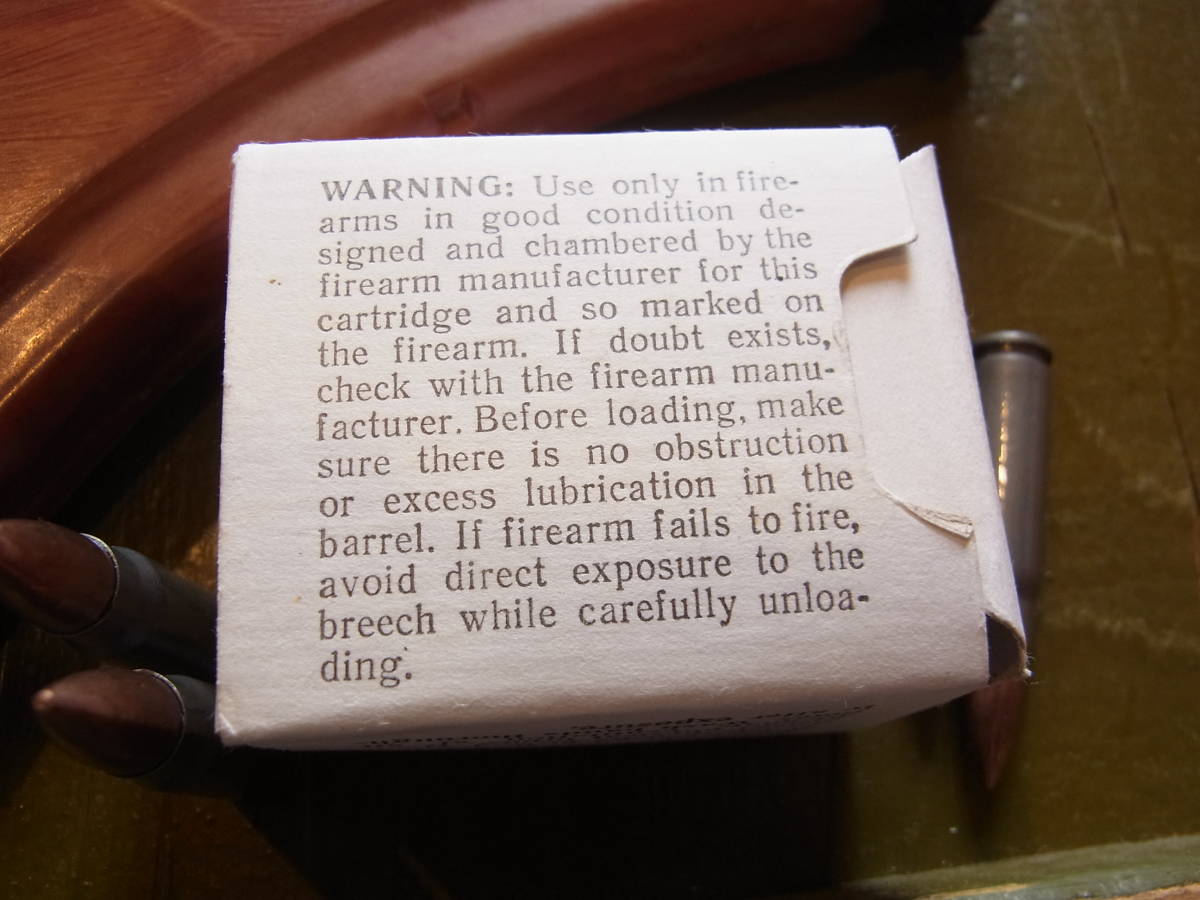 WARNING: Use only in fire-
arms in good condition de-
signed and chambered by the
firearm manufacturer for this
cartridge and so marked on
the firearm. If doubt exists,
check with the firearm manu-
facturer. Before loading, make
sure there is no obstruction
or excess lubrication in the
barrel. If firearm fails to fire,
avoid direct exposure to the
breech while carefully unloa-
ding.